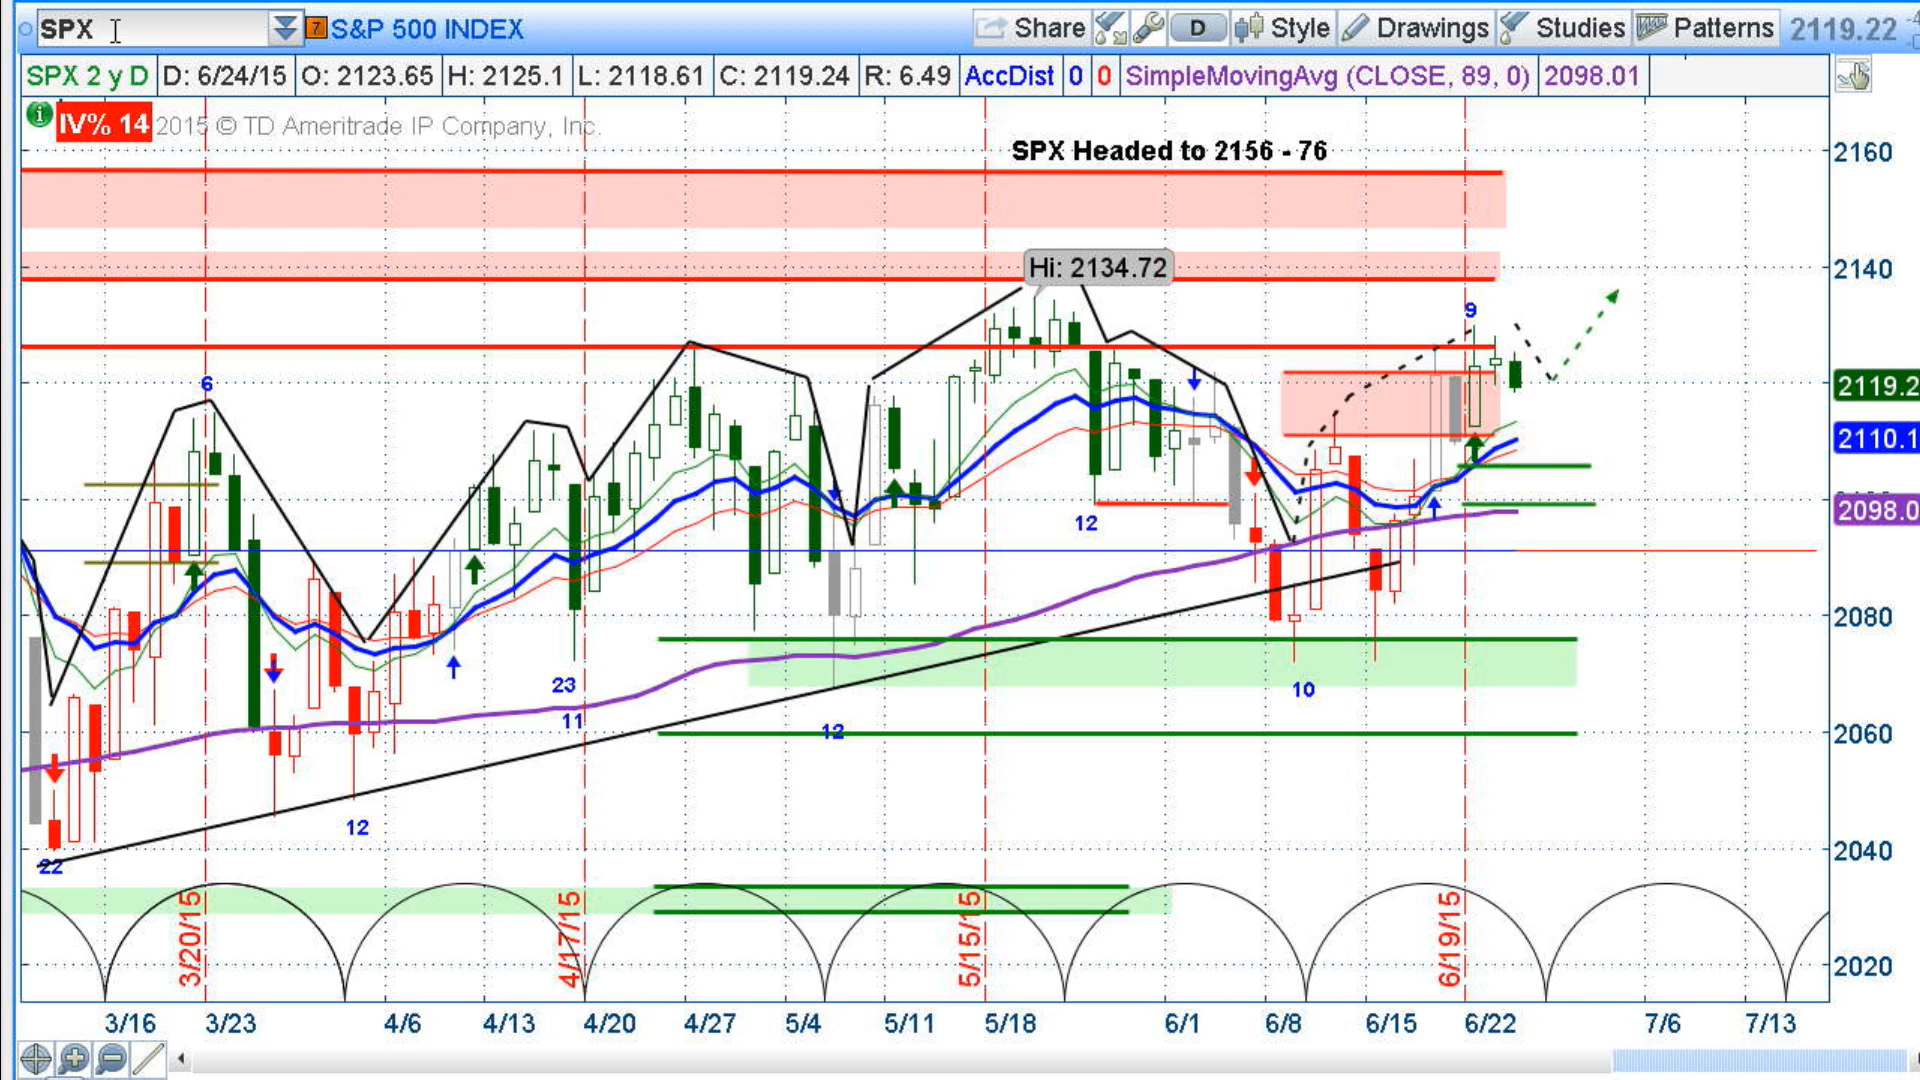 SPX
7
S&P 500 INDEX
Share
D
Style
Drawings
Studies
Patterns
2119.22
SPX 2 y D
D: 6/24/15
O: 2123.65
H: 2125.1
L: 2118.61
C: 2119.24
R: 6.49
AccDist
0
0
SimpleMovingAvg (CLOSE, 89, 0)
2098.01
IV% 14
2015 © TD Ameritrade IP Company, Inc.
SPX Headed to 2156 - 76
2160
Hi: 2134.72
2140
9
6
2119.2
2110.1
2098.0
12
2080
23
10
11
12
2060
12
2040
22
3/20/15
4/17/15
5/15/15
6/19/15
2020
3/16
3/23
4/6
4/13
4/20
4/27
5/4
5/11
5/18
6/1
6/8
6/15
6/22
7/6
7/13